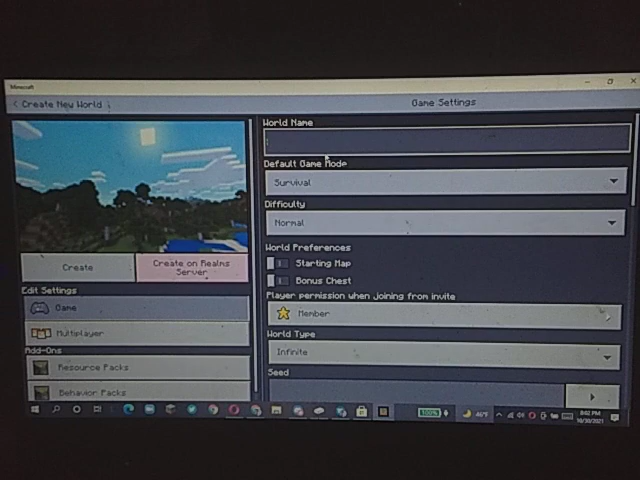 Minecraft
< Create New World
Game Settings
World Name
Default Game Mode
Survival
Difficulty
Normal
World Preferences
Starting Map
Bonus Chest
Player permission when joining from invite
Member
World Type
Infinite
Seed
Create
Create on Realms
Server
Edit Settings
Game
Multiplayer
Add-Ons
Resource Packs
Behavior Packs
100%
46°F
8:02 PM
10/30/2021